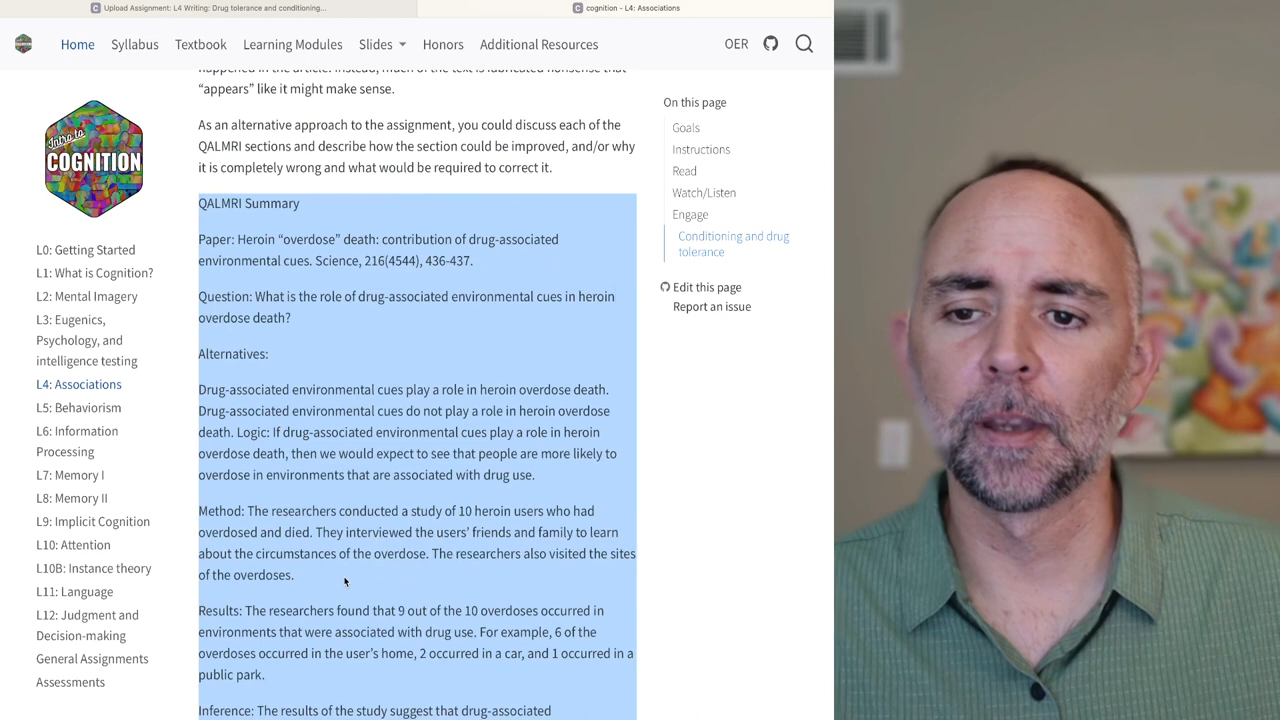 Upload Assignment: L4 Writing: Drug tolerance and conditioning...
cognition - L4: Associations
Home
Syllabus
Textbook
Learning Modules
Slides
Honors
Additional Resources
OER
Intro to
COGNITION
L0: Getting Started
L1: What is Cognition?
L2: Mental Imagery
L3: Eugenics,
Psychology, and
intelligence testing
L4: Associations
L5: Behaviorism
L6: Information
Processing
L7: Memory I
L8: Memory II
L9: Implicit Cognition
L10: Attention
L10B: Instance theory
L11: Language
L12: Judgment and
Decision-making
General Assignments
Assessments
happened in the article. Instead, much of the text is fabricated nonsense that
“appears” like it might make sense.
As an alternative approach to the assignment, you could discuss each of the
QALMRI sections and describe how the section could be improved, and/or why
it is completely wrong and what would be required to correct it.
QALMRI Summary
Paper: Heroin “overdose” death: contribution of drug-associated
environmental cues. Science, 216(4544), 436-437.
Question: What is the role of drug-associated environmental cues in heroin
overdose death?
Alternatives:
Drug-associated environmental cues play a role in heroin overdose death.
Drug-associated environmental cues do not play a role in heroin overdose
death. Logic: If drug-associated environmental cues play a role in heroin
overdose death, then we would expect to see that people are more likely to
overdose in environments that are associated with drug use.
Method: The researchers conducted a study of 10 heroin users who had
overdosed and died. They interviewed the users’ friends and family to learn
about the circumstances of the overdose. The researchers also visited the sites
of the overdoses.
Results: The researchers found that 9 out of the 10 overdoses occurred in
environments that were associated with drug use. For example, 6 of the
overdoses occurred in the user’s home, 2 occurred in a car, and 1 occurred in a
public park.
Inference: The results of the study suggest that drug-associated
On this page
Goals
Instructions
Read
Watch/Listen
Engage
Conditioning and drug
tolerance
Edit this page
Report an issue